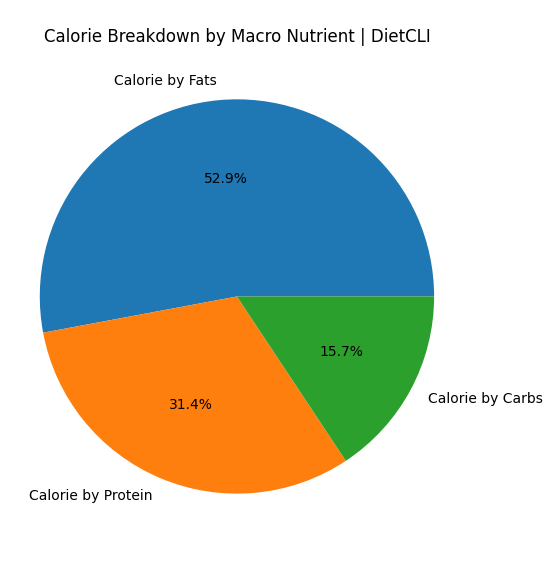 Calorie Breakdown by Macro Nutrient | DietCLI
Calorie by Fats
52.9%
15.7%
Calorie by Carbs
31.4%
Calorie by Protein